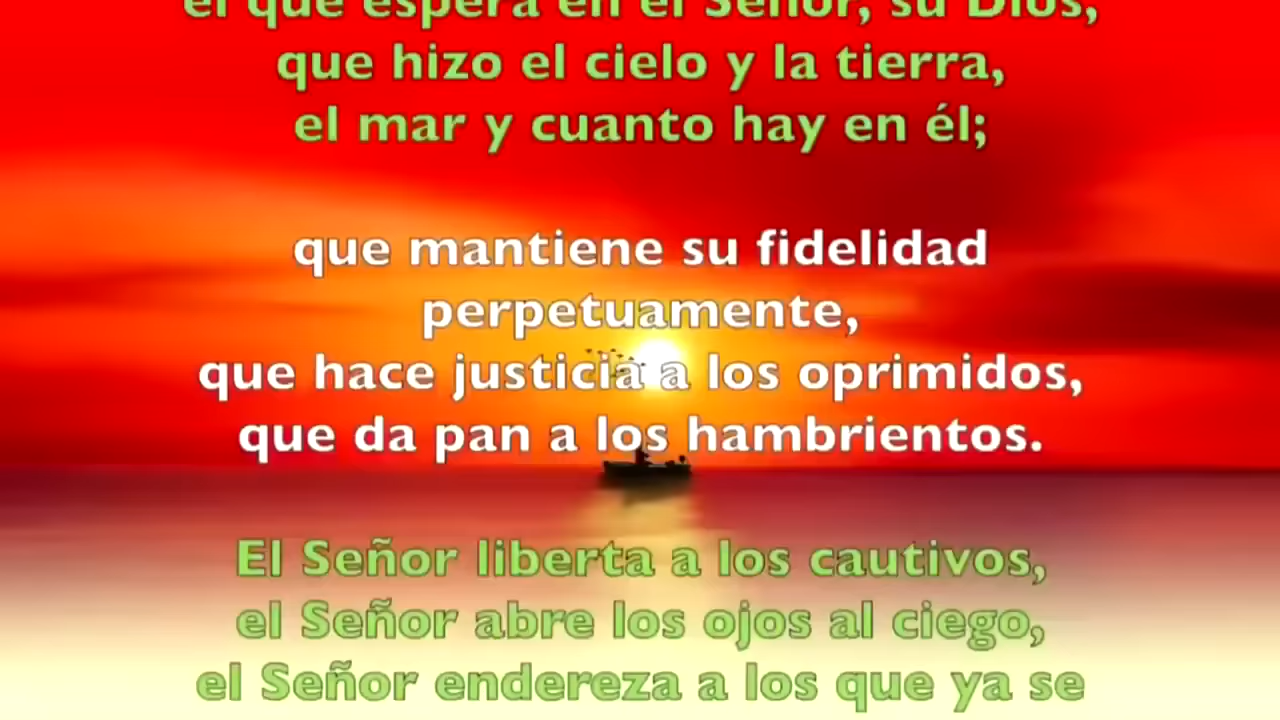 el que espera en el Señor, su Dios,
que hizo el cielo y la tierra,
el mar y cuanto hay en él;
que mantiene su fidelidad
perpetuamente,
que hace justicia a los oprimidos,
que da pan a los hambrientos.
El Señor liberta a los cautivos,
el Señor abre los ojos al ciego,
el Señor endereza a los que ya se